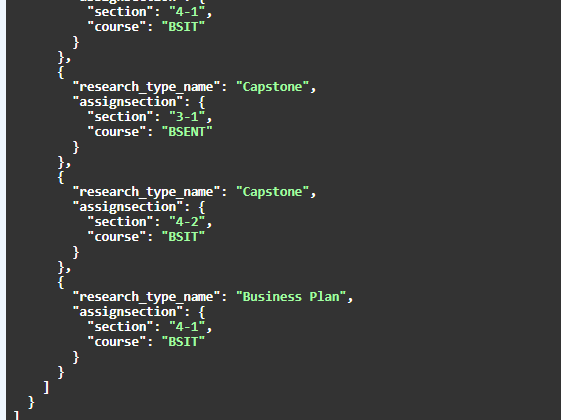 "assignsection": {
"section": "4-1",
"course": "BSIT"
}
},
{
"research_type_name": "Capstone",
"assignsection": {
"section": "3-1",
"course": "BSENT"
}
},
{
"research_type_name": "Capstone",
"assignsection": {
"section": "4-2",
"course": "BSIT"
}
},
{
"research_type_name": "Business Plan",
"assignsection": {
"section": "4-1",
"course": "BSIT"
}
}
]
}
]